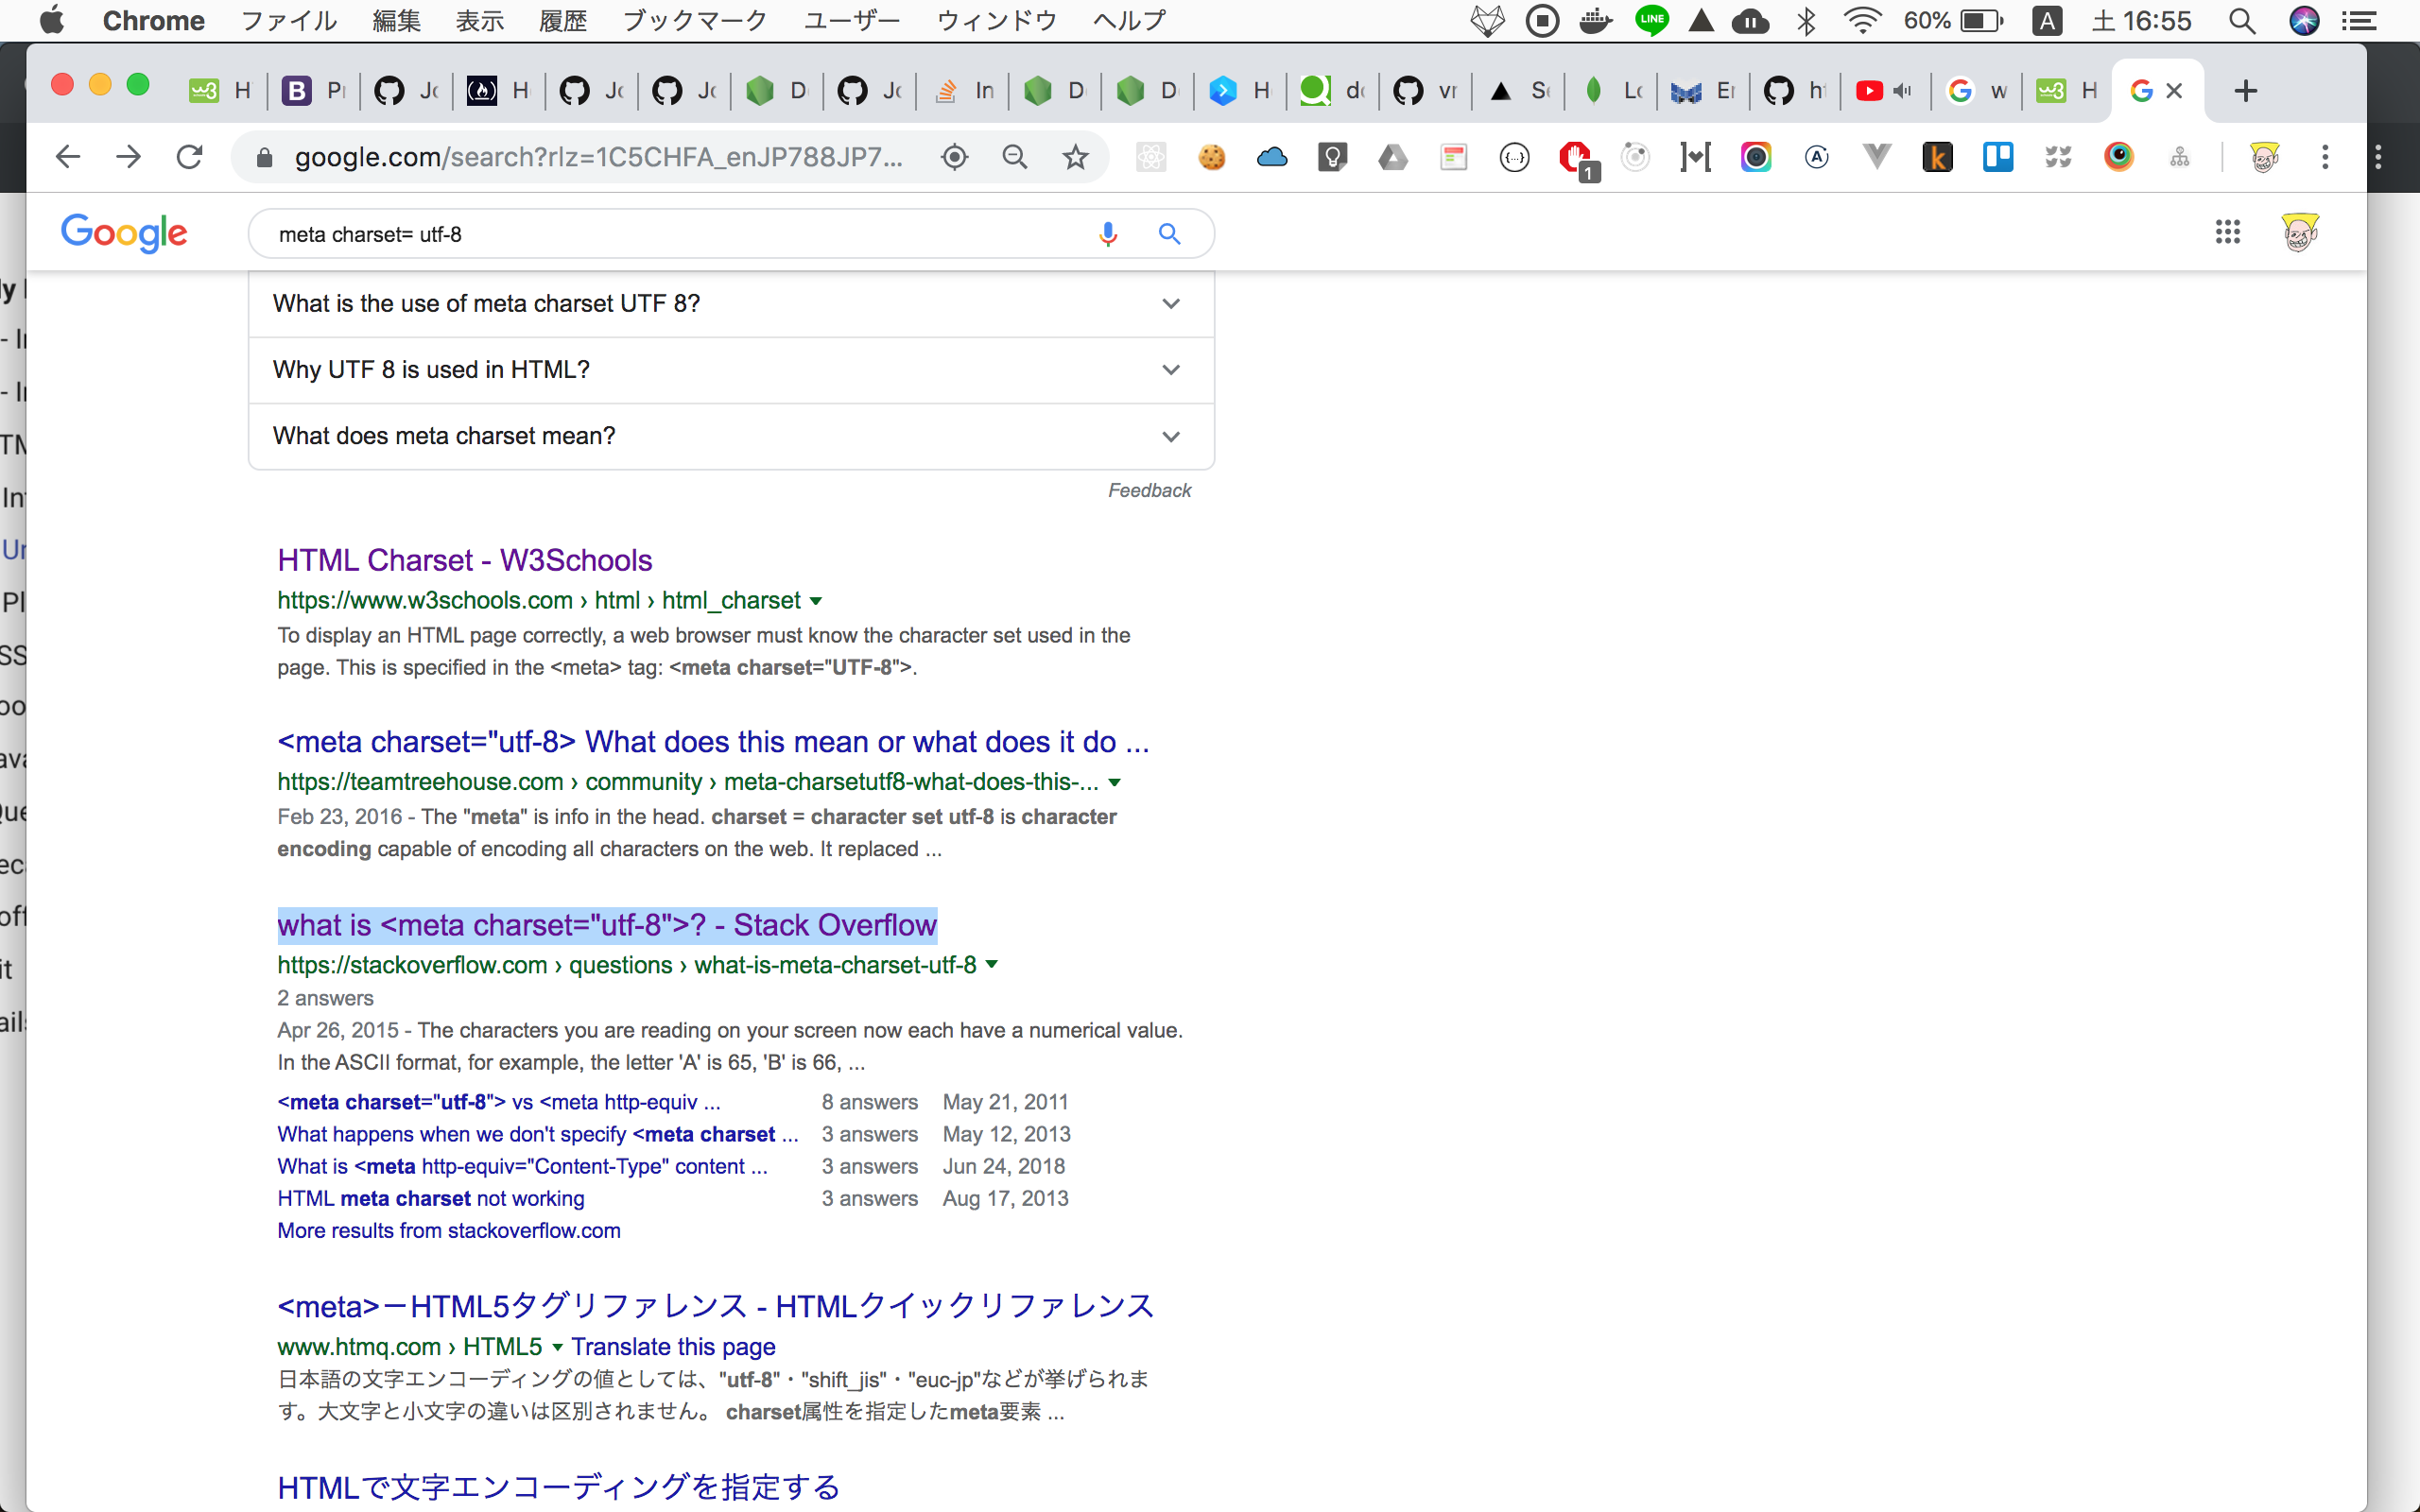 Chrome ファイル 編集 表示 履歴 ブックマーク ユーザー ウィンドウ ヘルプ LINE 60% A 土 16:55
google.com/search?rlz=1C5CHFA_enJP788JP7... 1
Google meta charset= utf-8
What is the use of meta charset UTF 8?
Why UTF 8 is used in HTML?
What does meta charset mean?
Feedback
HTML Charset - W3Schools
https://www.w3schools.com › html › html_charset
To display an HTML page correctly, a web browser must know the character set used in the
page. This is specified in the <meta> tag: <meta charset="UTF-8">.
<meta charset="utf-8> What does this mean or what does it do ...
https://teamtreehouse.com › community › meta-charsetutf8-what-does-this-...
Feb 23, 2016 - The "meta" is info in the head. charset = character set utf-8 is character
encoding capable of encoding all characters on the web. It replaced ...
what is <meta charset="utf-8">? - Stack Overflow
https://stackoverflow.com › questions › what-is-meta-charset-utf-8
2 answers
Apr 26, 2015 - The characters you are reading on your screen now each have a numerical value.
In the ASCII format, for example, the letter 'A' is 65, 'B' is 66, ...
<meta charset="utf-8"> vs <meta http-equiv ... 8 answers May 21, 2011
What happens when we don't specify <meta charset ... 3 answers May 12, 2013
What is <meta http-equiv="Content-Type" content ... 3 answers Jun 24, 2018
HTML meta charset not working 3 answers Aug 17, 2013
More results from stackoverflow.com
<meta>－HTML5タグリファレンス - HTMLクイックリファレンス
www.htmq.com › HTML5 Translate this page
日本語の文字エンコーディングの値としては、"utf-8"・"shift_jis"・"euc-jp"などが挙げられま
す。大文字と小文字の違いは区別されません。 charset属性を指定したmeta要素 ...
HTMLで文字エンコーディングを指定する